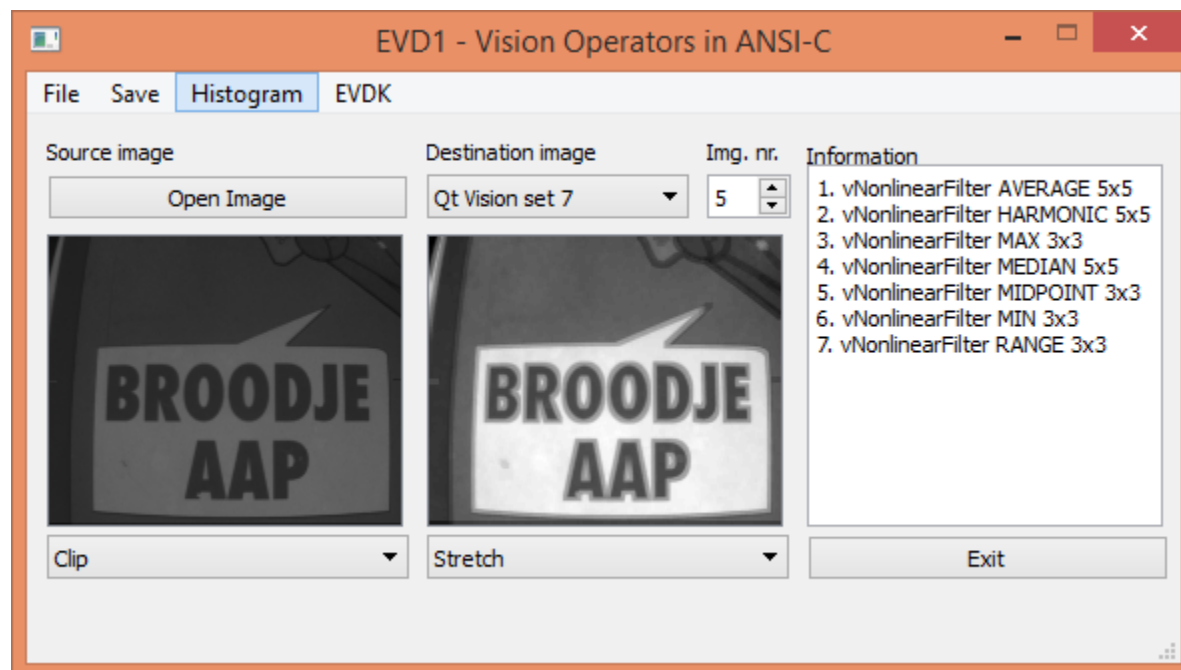 EVD1 - Vision Operators in ANSI-C
File Save Histogram EVDK
Source image
Destination image
Img. nr.
Information
Open Image
Qt Vision set 7
5
1. vNonlinearFilter AVERAGE 5x5
2. vNonlinearFilter HARMONIC 5x5
3. vNonlinearFilter MAX 3x3
4. vNonlinearFilter MEDIAN 5x5
5. vNonlinearFilter MIDPOINT 3x3
6. vNonlinearFilter MIN 3x3
7. vNonlinearFilter RANGE 3x3
BROODJE
AAP
BROODJE
AAP
Clip
Stretch
Exit